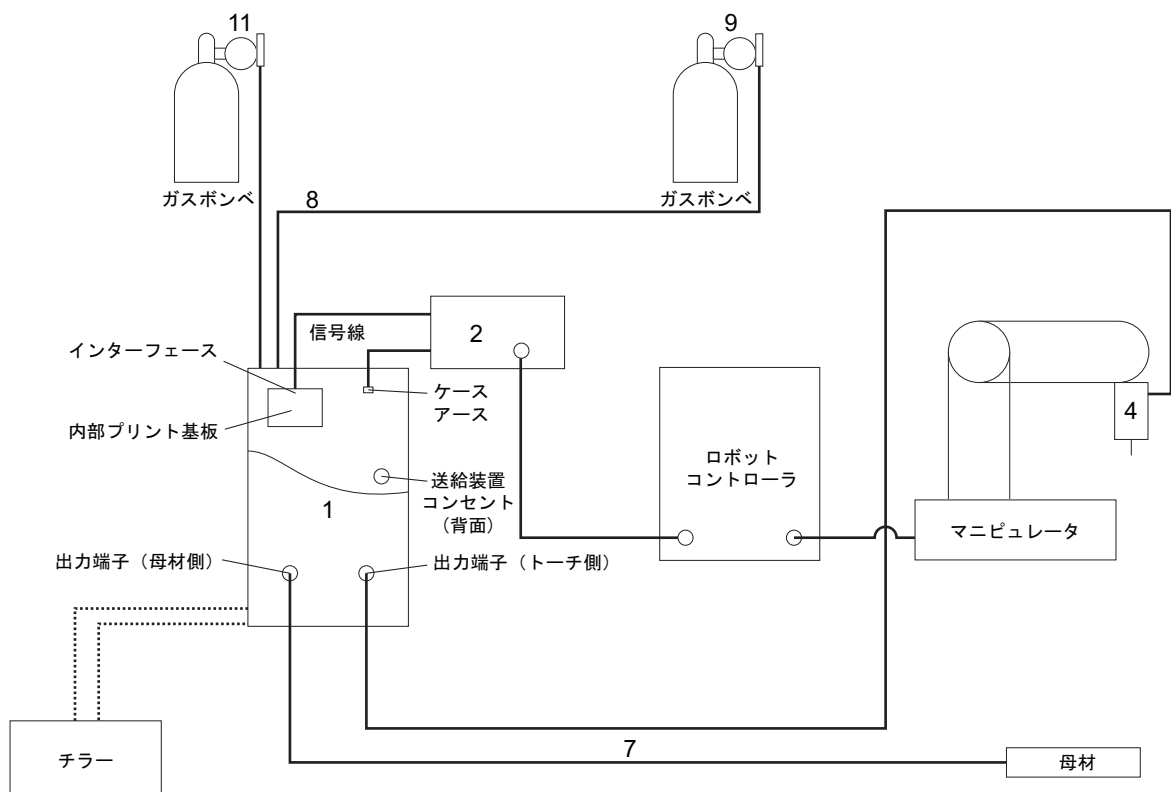 11
9
ガスボンベ
8
ガスボンベ
信号線
2
インターフェース
ケース
アース
4
内部プリント基板
ロボット
コントローラ
送給装置
コンセント
(背面)
1
マニピュレータ
出力端子（母材側）
出力端子（トーチ側）
7
チラー
母材